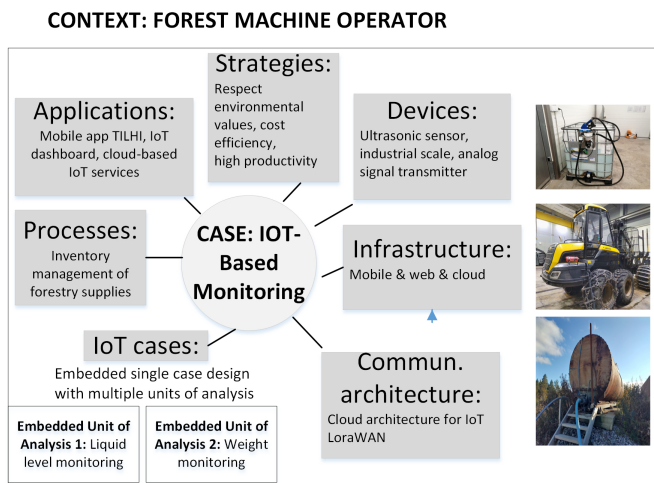 CONTEXT: FOREST MACHINE OPERATOR
Strategies:
Respect
environmental
values, cost
efficiency,
high productivity
Applications:
Mobile app TILHI, IoT
dashboard, cloud-based
IoT services
Devices:
Ultrasonic sensor,
industrial scale, analog
signal transmitter
Processes:
Inventory
management of
forestry supplies
CASE: IOT-
Based
Monitoring
Infrastructure:
Mobile & web & cloud
IoT cases:
Embedded single case design
with multiple units of analysis
Commun.
architecture:
Cloud architecture for IoT
LoraWAN
Embedded Unit of
Analysis 1: Liquid
level monitoring
Embedded Unit of
Analysis 2: Weight
monitoring